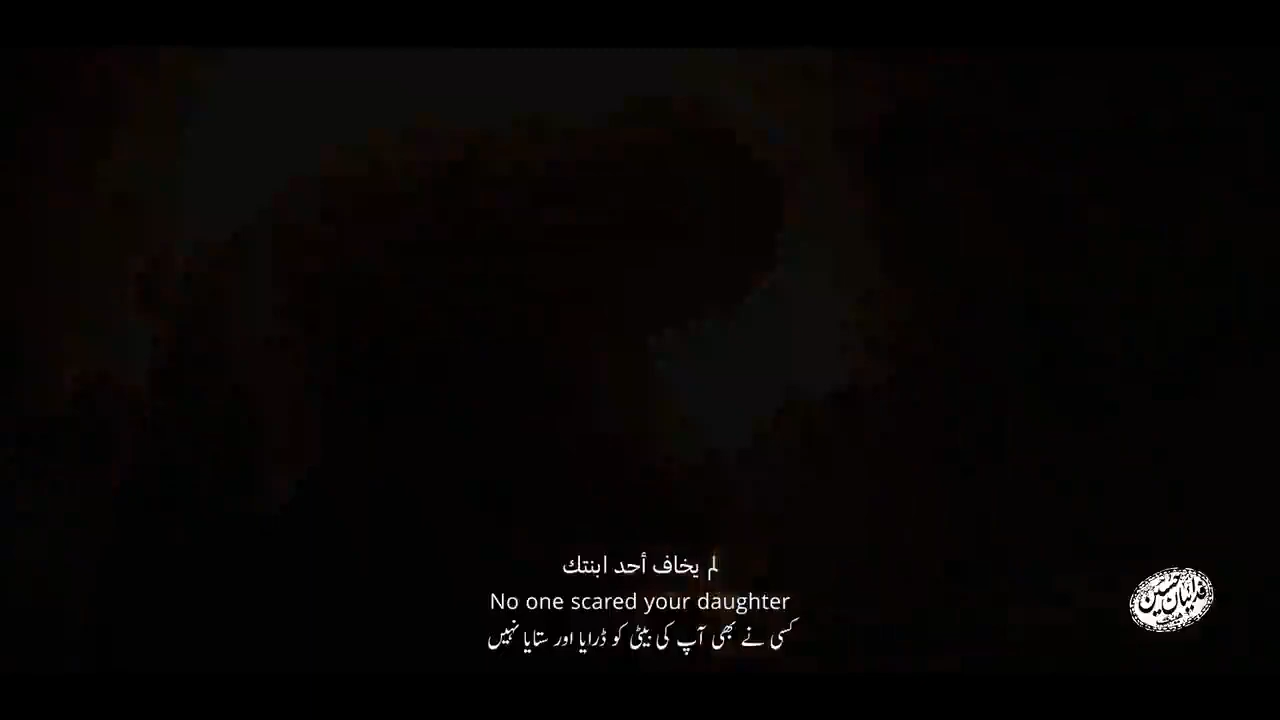 لم يخاف أحد ابنتك
No one scared your daughter
کسی نے بھی آپ کی بیٹی کو ڈرایا اور ستایا نہیں